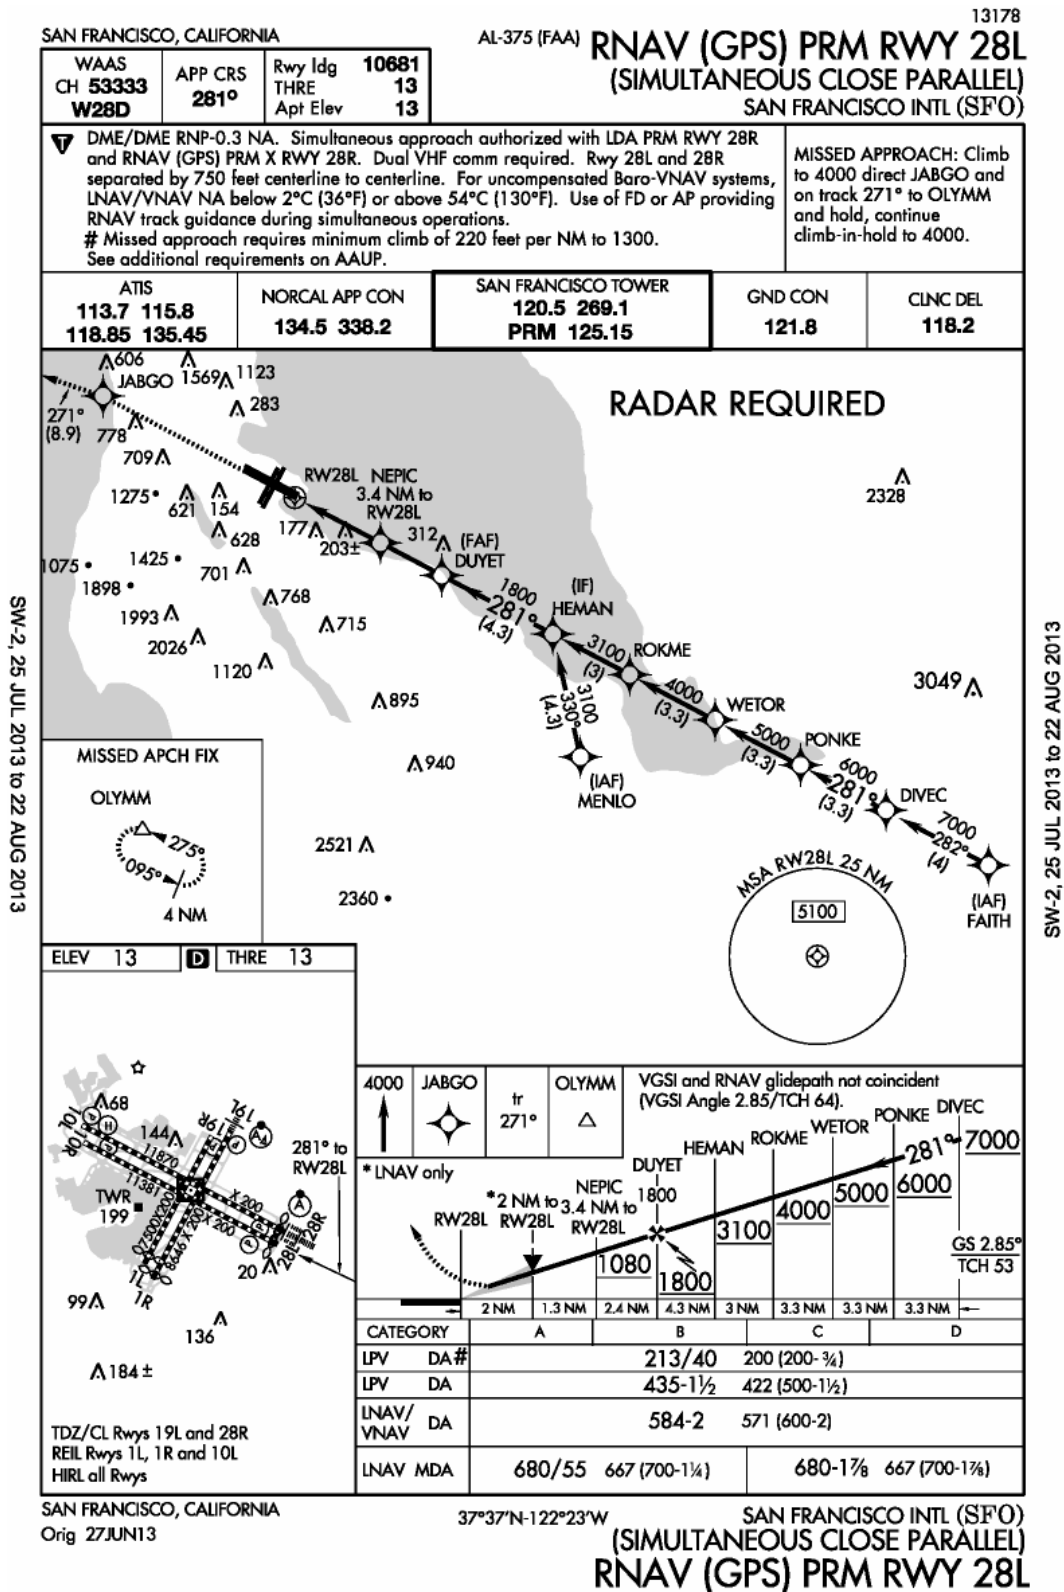 13178
SAN FRANCISCO, CALIFORNIA
AL-375 (FAA)
RNAV (GPS) PRM RWY 28L
(SIMULTANEOUS CLOSE PARALLEL)
SAN FRANCISCO INTL (SFO)
WAAS
CH 53333
W28D
APP CRS
281°
Rwy ldg 10681
THRE 13
Apt Elev 13
T
DME/DME RNP-0.3 NA. Simultaneous approach authorized with LDA PRM RWY 28R
and RNAV (GPS) PRM X RWY 28R. Dual VHF comm required. Rwy 28L and 28R
separated by 750 feet centerline to centerline. For uncompensated Baro-VNAV systems,
LNAV/VNAV NA below 2°C (36°F) or above 54°C (130°F). Use of FD or AP providing
RNAV track guidance during simultaneous operations.
# Missed approach requires minimum climb of 220 feet per NM to 1300.
See additional requirements on AAUP.
MISSED APPROACH: Climb
to 4000 direct JABGO and
on track 271° to OLYMM
and hold, continue
climb-in-hold to 4000.
ATIS
113.7 115.8
118.85 135.45
NORCAL APP CON
134.5 338.2
SAN FRANCISCO TOWER
120.5 269.1
PRM 125.15
GND CON
121.8
CLNC DEL
118.2
RADAR REQUIRED
606
JABGO
1569
1123
283
271°
(8.9)
778
709
1275
621
154
628
RW28L
NEPIC
3.4 NM to
RW28L
177
203±
312
(FAF)
DUYET
2328
1075
1425
701
1898
768
1993
2026
715
1120
1800
281°
(4.3)
(IF)
HEMAN
3100
(3)
ROKME
4000
(3.3)
WETOR
5000
(3.3)
PONKE
6000
281°
(3.3)
DIVEC
7000
282°
(4)
(IAF)
FAITH
3100
330°
(4.3)
(IAF)
MENLO
3049
895
940
2521
2360
MISSED APCH FIX
OLYMM
275°
095°
4 NM
MSA RW28L 25 NM
5100
SW-2, 25 JUL 2013 to 22 AUG 2013
SW-2, 25 JUL 2013 to 22 AUG 2013
ELEV 13
D
THRE 13
68
10L
10R
H
P
144
11870
11381
19R
19L
A4
281° to
RW28L
TWR
199
X 200
X 200
7500X200
8646 X 200
A
28R
28L
20
1L
1R
99
136
184 ±
TDZ/CL Rwys 19L and 28R
REIL Rwys 1L, 1R and 10L
HIRL all Rwys
4000
JABGO
tr
271°
OLYMM
VGSI and RNAV glidepath not coincident
(VGSI Angle 2.85/TCH 64).
* LNAV only
RW28L
*2 NM to
RW28L
NEPIC
3.4 NM to
RW28L
DUYET
1800
HEMAN
ROKME
WETOR
PONKE
DIVEC
281°
7000
6000
5000
4000
3100
1800
1080
GS 2.85°
TCH 53
2 NM
1.3 NM
2.4 NM
4.3 NM
3 NM
3.3 NM
3.3 NM
3.3 NM
CATEGORY A B C D
LPV DA# 213/40 200 (200-¾)
LPV DA 435-1½ 422 (500-1½)
LNAV/
VNAV DA 584-2 571 (600-2)
LNAV MDA 680/55 667 (700-1¼) 680-1⅞ 667 (700-1⅞)
SAN FRANCISCO, CALIFORNIA
Orig 27JUN13
37°37'N-122°23'W
SAN FRANCISCO INTL (SFO)
(SIMULTANEOUS CLOSE PARALLEL)
RNAV (GPS) PRM RWY 28L